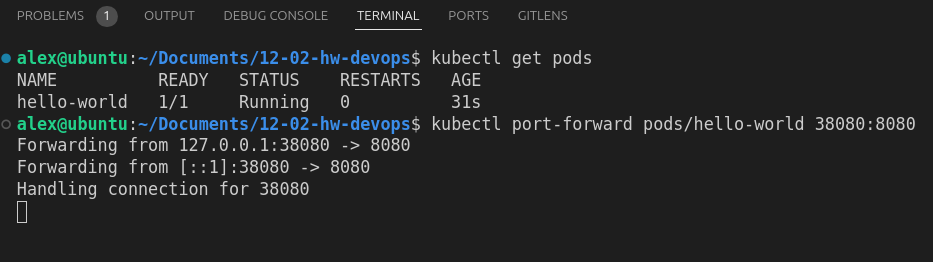 PROBLEMS 1 OUTPUT DEBUG CONSOLE TERMINAL PORTS GITLENS
alex@ubuntu:~/Documents/12-02-hw-devops$ kubectl get pods
NAME          READY   STATUS    RESTARTS   AGE
hello-world   1/1     Running   0          31s
alex@ubuntu:~/Documents/12-02-hw-devops$ kubectl port-forward pods/hello-world 38080:8080
Forwarding from 127.0.0.1:38080 -> 8080
Forwarding from [::1]:38080 -> 8080
Handling connection for 38080